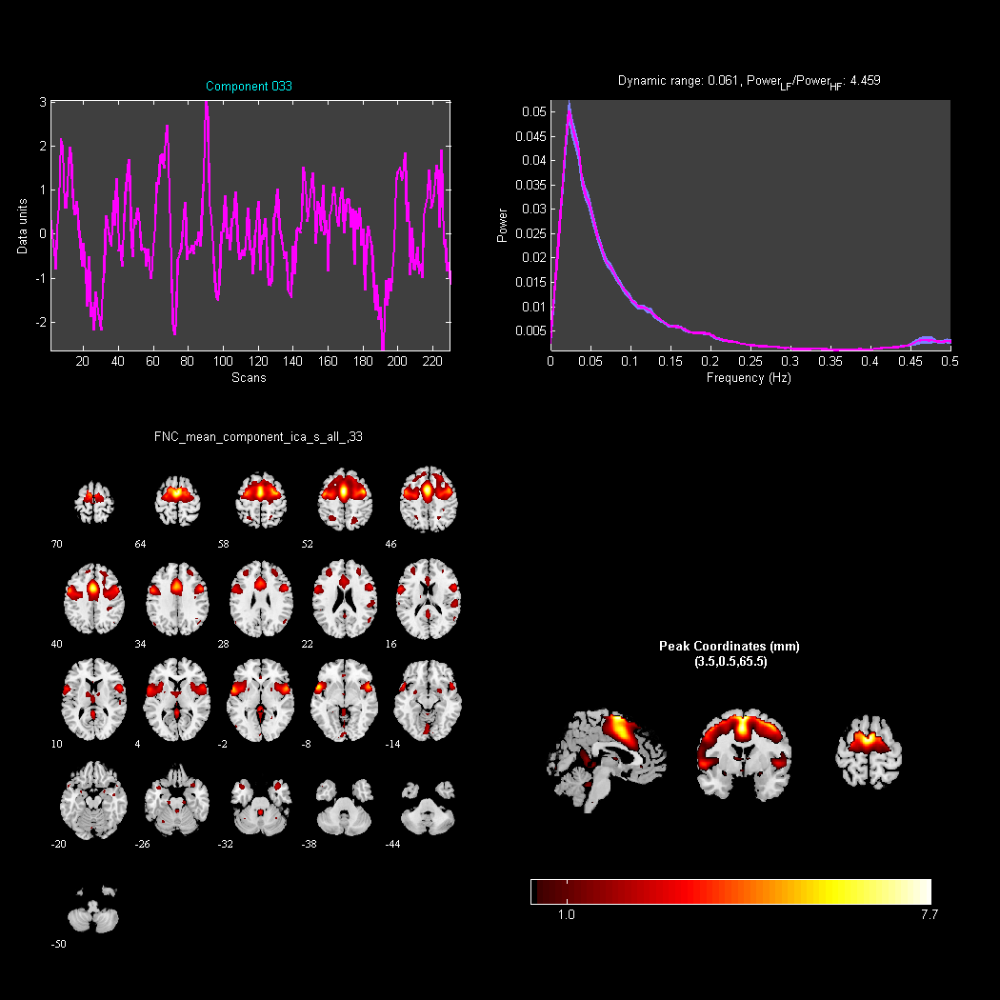 Component 033
Dynamic range: 0.061, PowerLF/PowerHF: 4.459
3
2
1
0
-1
-2
Data units
20 40 60 80 100 120 140 160 180 200 220
Scans
0.05
0.045
0.04
0.035
0.03
0.025
0.02
0.015
0.01
0.005
Power
0 0.05 0.1 0.15 0.2 0.25 0.3 0.35 0.4 0.45 0.5
Frequency (Hz)
FNC_mean_component_ica_s_all_,33
70 64 58 52 46
40 34 28 22 16
10 4 -2 -8 -14
-20 -26 -32 -38 -44
-50
Peak Coordinates (mm)
(3.5,0.5,65.5)
1.0 7.7